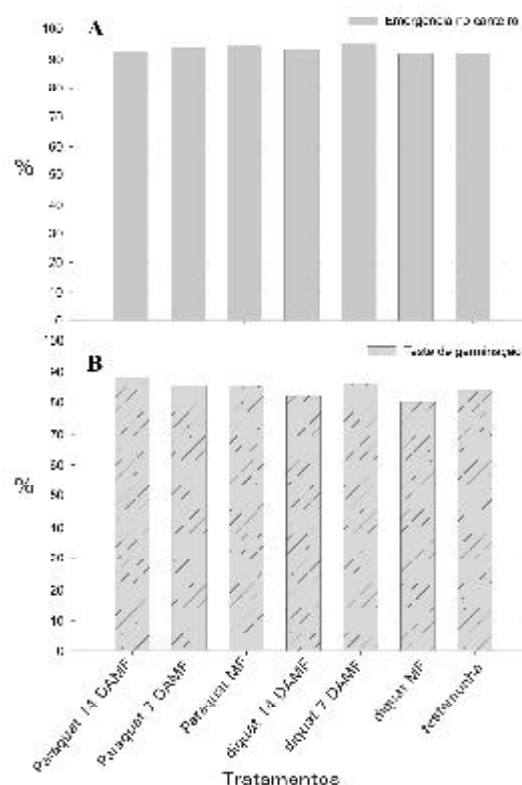 A
Emergência no canteiro
%
100
90
80
70
60
50
40
30
20
10
0
B
Teste de germinação
%
100
90
80
70
60
50
40
30
20
10
0
Paraquat 14 DAMF
Paraquat 7 DAMF
Paraquat MF
diquat 14 DAMF
diquat 7 DAMF
diquat MF
testemunha
Tratamentos